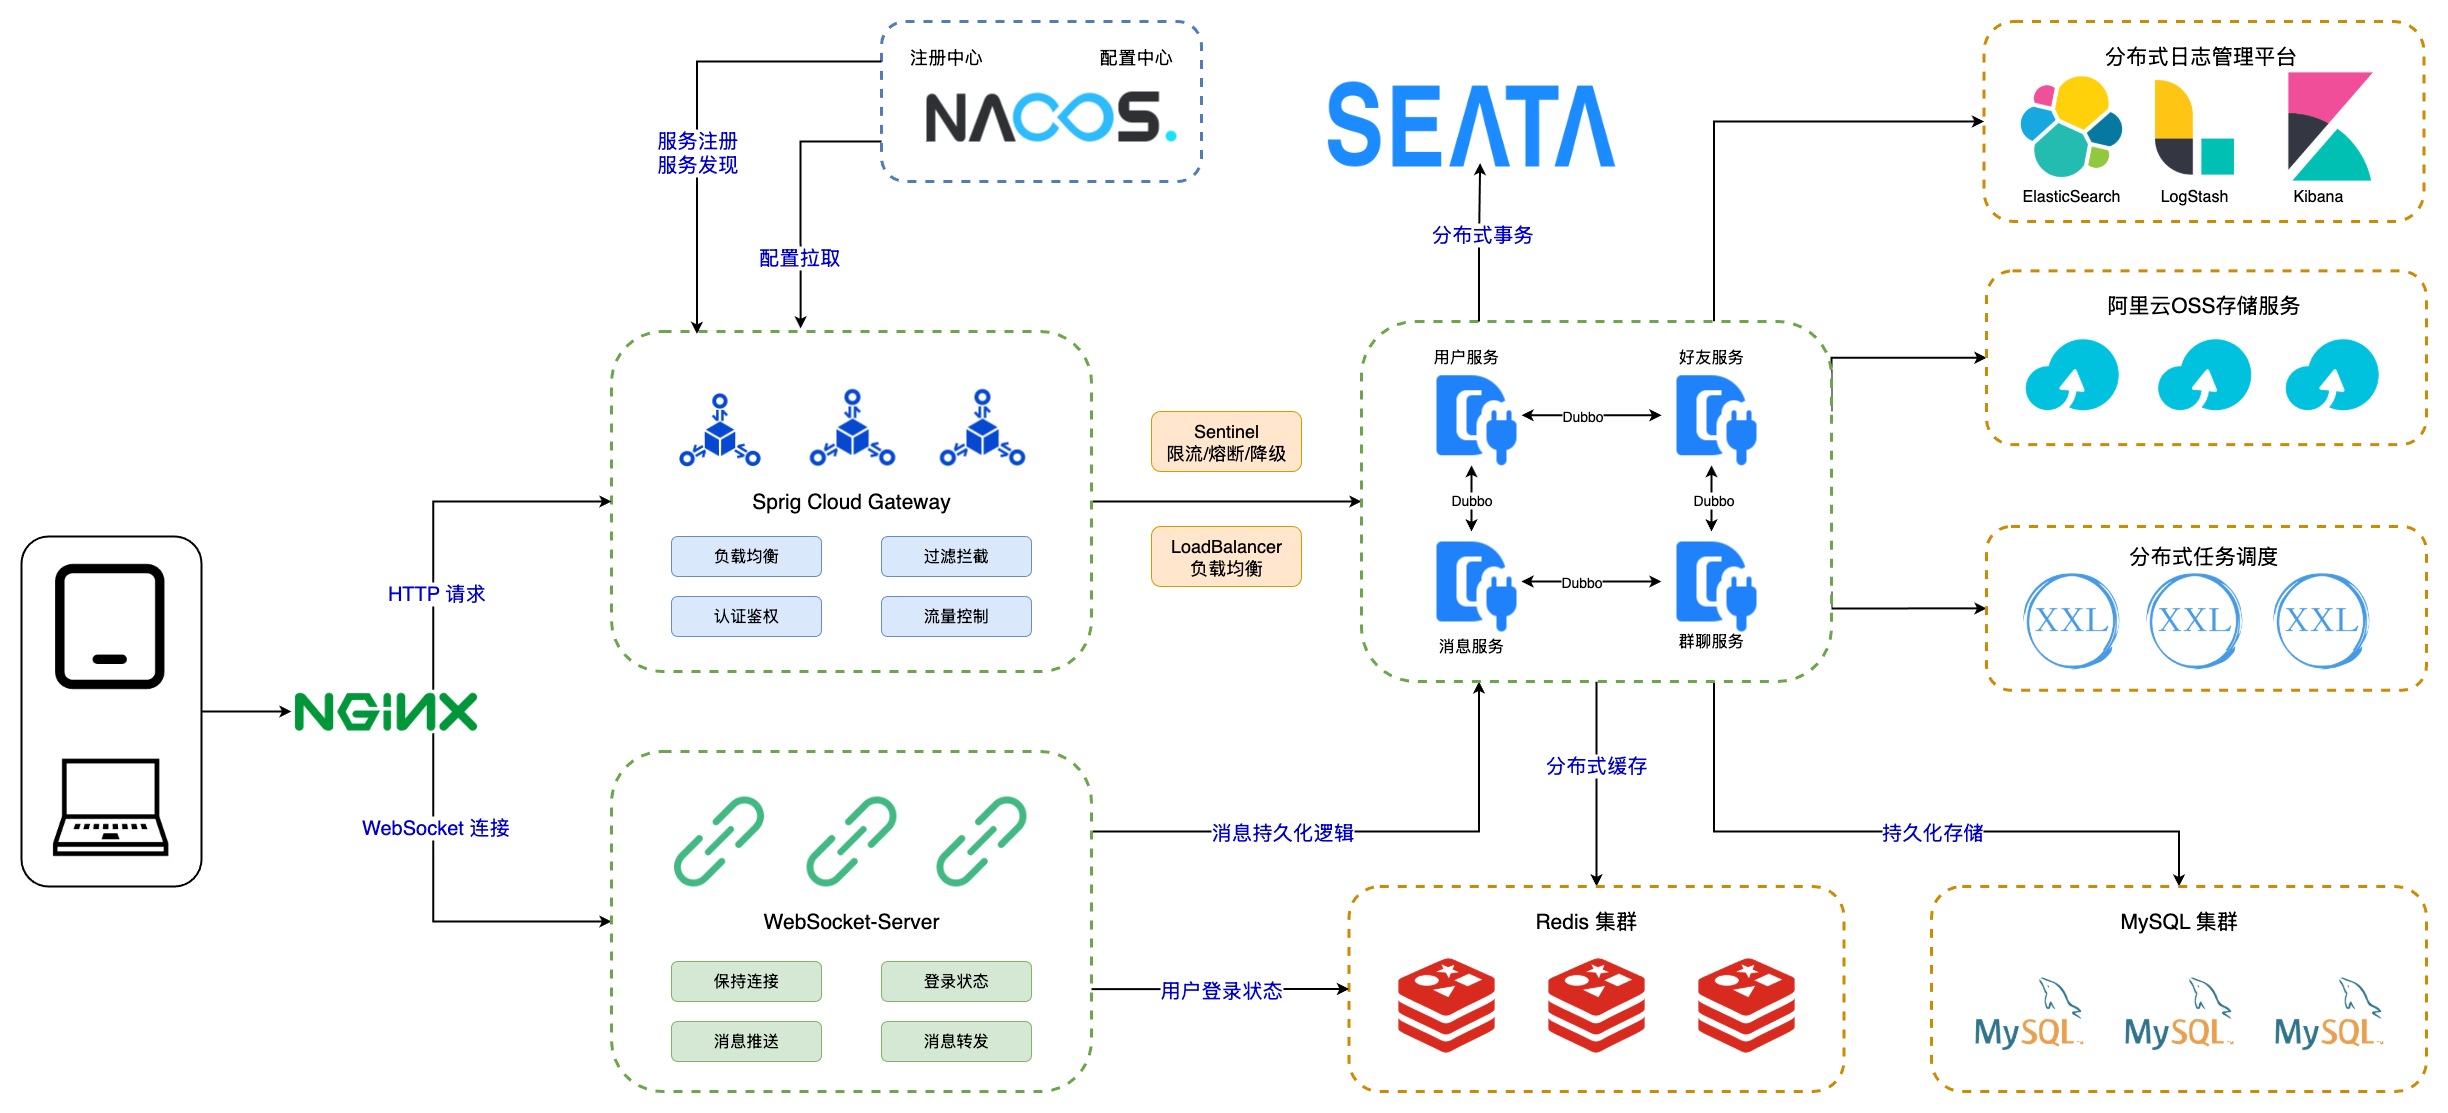 注册中心
配置中心
NACOS.
服务注册
服务发现
配置拉取
SEATA
分布式事务
分布式日志管理平台
ElasticSearch
LogStash
Kibana
阿里云OSS存储服务
分布式任务调度
XXL
XXL
XXL
Sprig Cloud Gateway
负载均衡
过滤拦截
认证鉴权
流量控制
Sentinel
限流/熔断/降级
LoadBalancer
负载均衡
用户服务
好友服务
Dubbo
Dubbo
Dubbo
Dubbo
消息服务
群聊服务
HTTP 请求
NGINX
WebSocket 连接
WebSocket-Server
保持连接
登录状态
消息推送
消息转发
消息持久化逻辑
用户登录状态
分布式缓存
持久化存储
Redis 集群
MySQL 集群
MySQL
MySQL
MySQL